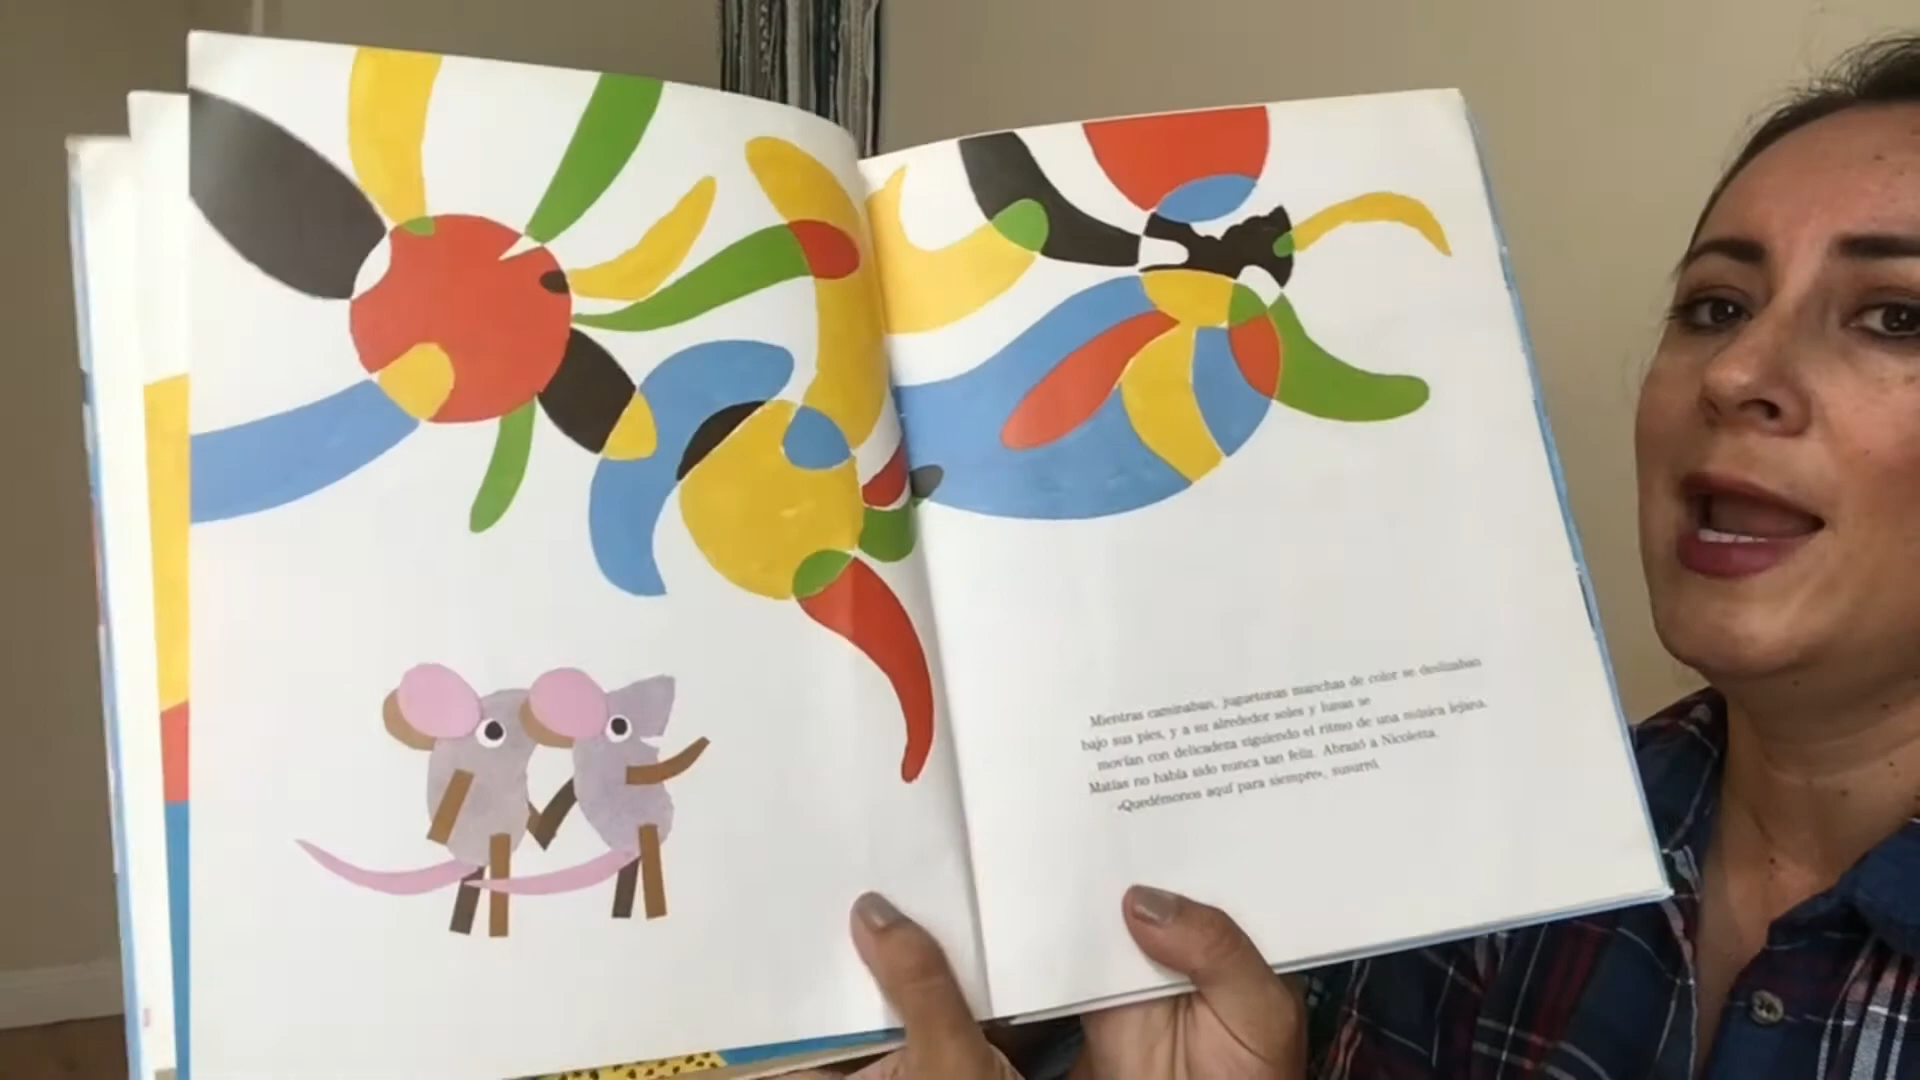 Mientras caminaban, juguetonas manchas de color se deslizaban
bajo sus pies, y a su alrededor soles y lunas se
movían con delicadeza siguiendo el ritmo de una música lejana.
Matías no había sido nunca tan feliz. Abrazó a Nicoletta.
«Quedémonos aquí para siempre», susurró.